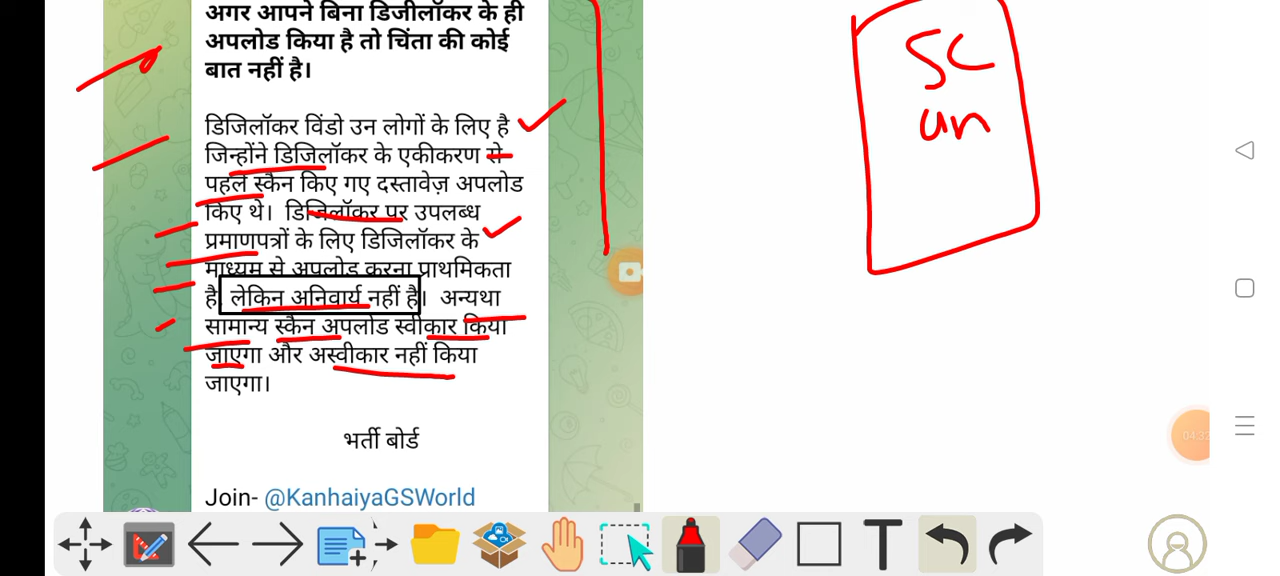 अगर आपने बिना डिजीलॉकर के ही
अपलोड किया है तो चिंता की कोई
बात नहीं है।
डिजिलॉकर विंडो उन लोगों के लिए है
जिन्होंने डिजिलॉकर के एकीकरण से
पहले स्कैन किए गए दस्तावेज़ अपलोड
किए थे। डिजिलॉकर पर उपलब्ध
प्रमाणपत्रों के लिए डिजिलॉकर के
माध्यम से अपलोड करना प्राथमिकता
है, लेकिन अनिवार्य नहीं है। अन्यथा
सामान्य स्कैन अपलोड स्वीकार किया
जाएगा और अस्वीकार नहीं किया
जाएगा।
भर्ती बोर्ड
Join- @KanhaiyaGSWorld
SC
un
T